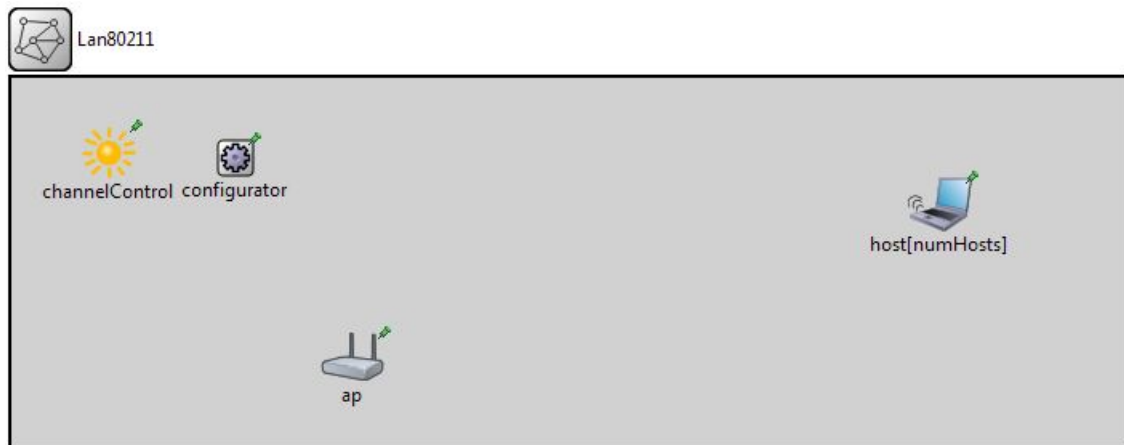 Lan80211
channelControl
configurator
host[numHosts]
ap